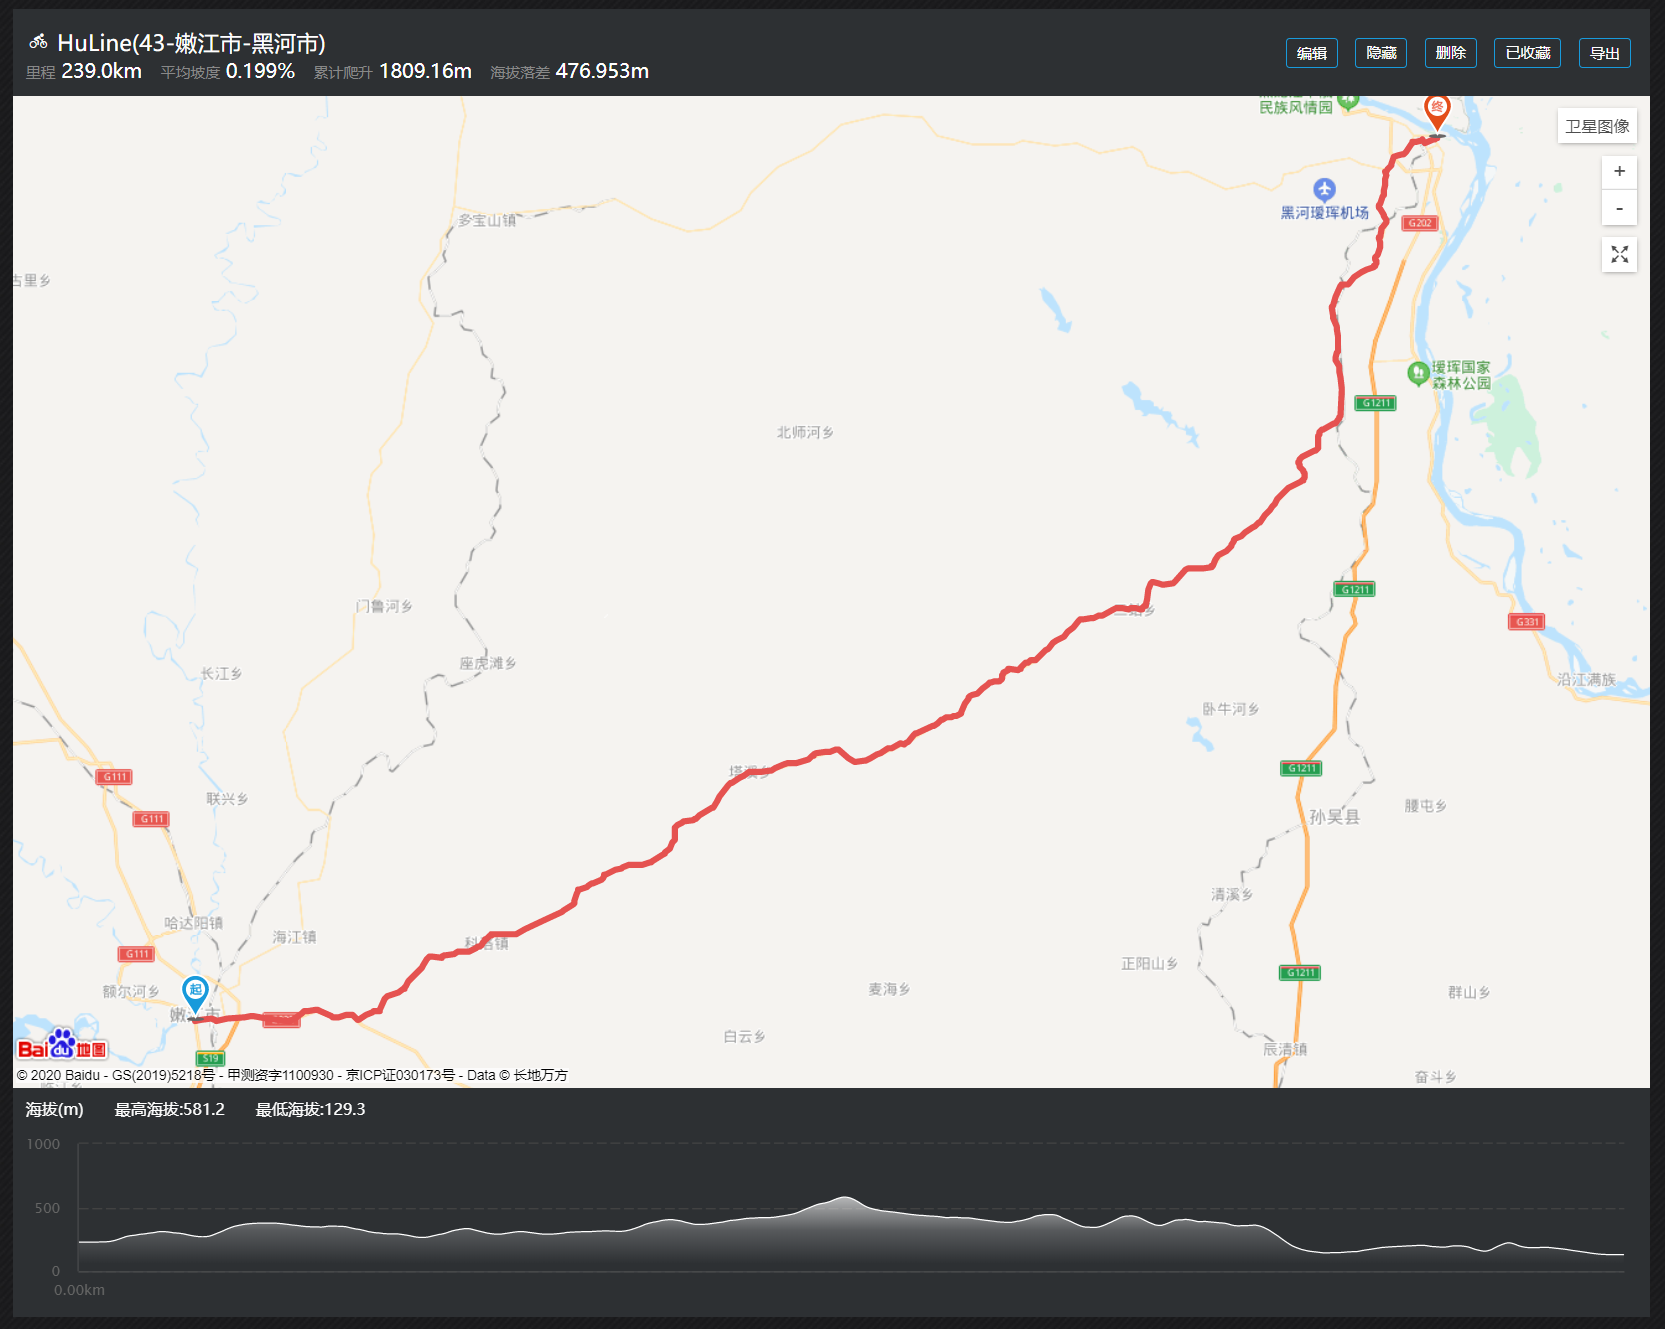 HuLine(43-嫩江市-黑河市)
里程 239.0km 平均坡度 0.199% 累计爬升 1809.16m 海拔落差 476.953m
编辑 隐藏 删除 已收藏 导出
民族风情园
终
卫星图像
+
-
黑河瑷珲机场
G202
多宝山镇
古里乡
瑷珲国家
森林公园
G1211
北师河乡
G1211
门鲁河乡
G331
座虎滩乡
长江乡
沿江满族
卧牛河乡
G1211
G111
联兴乡
腰屯乡
G111
孙吴县
清溪乡
哈达阳镇
海江镇
G111
正阳山乡
G1211
额尔河乡
起
麦海乡
群山乡
白云乡
辰清镇
Bai du 地图
S19
奋斗乡
© 2020 Baidu - GS(2019)5218号 - 甲测资字1100930 - 京ICP证030173号 - Data © 长地万方
海拔(m) 最高海拔:581.2 最低海拔:129.3
1000
500
0
0.00km